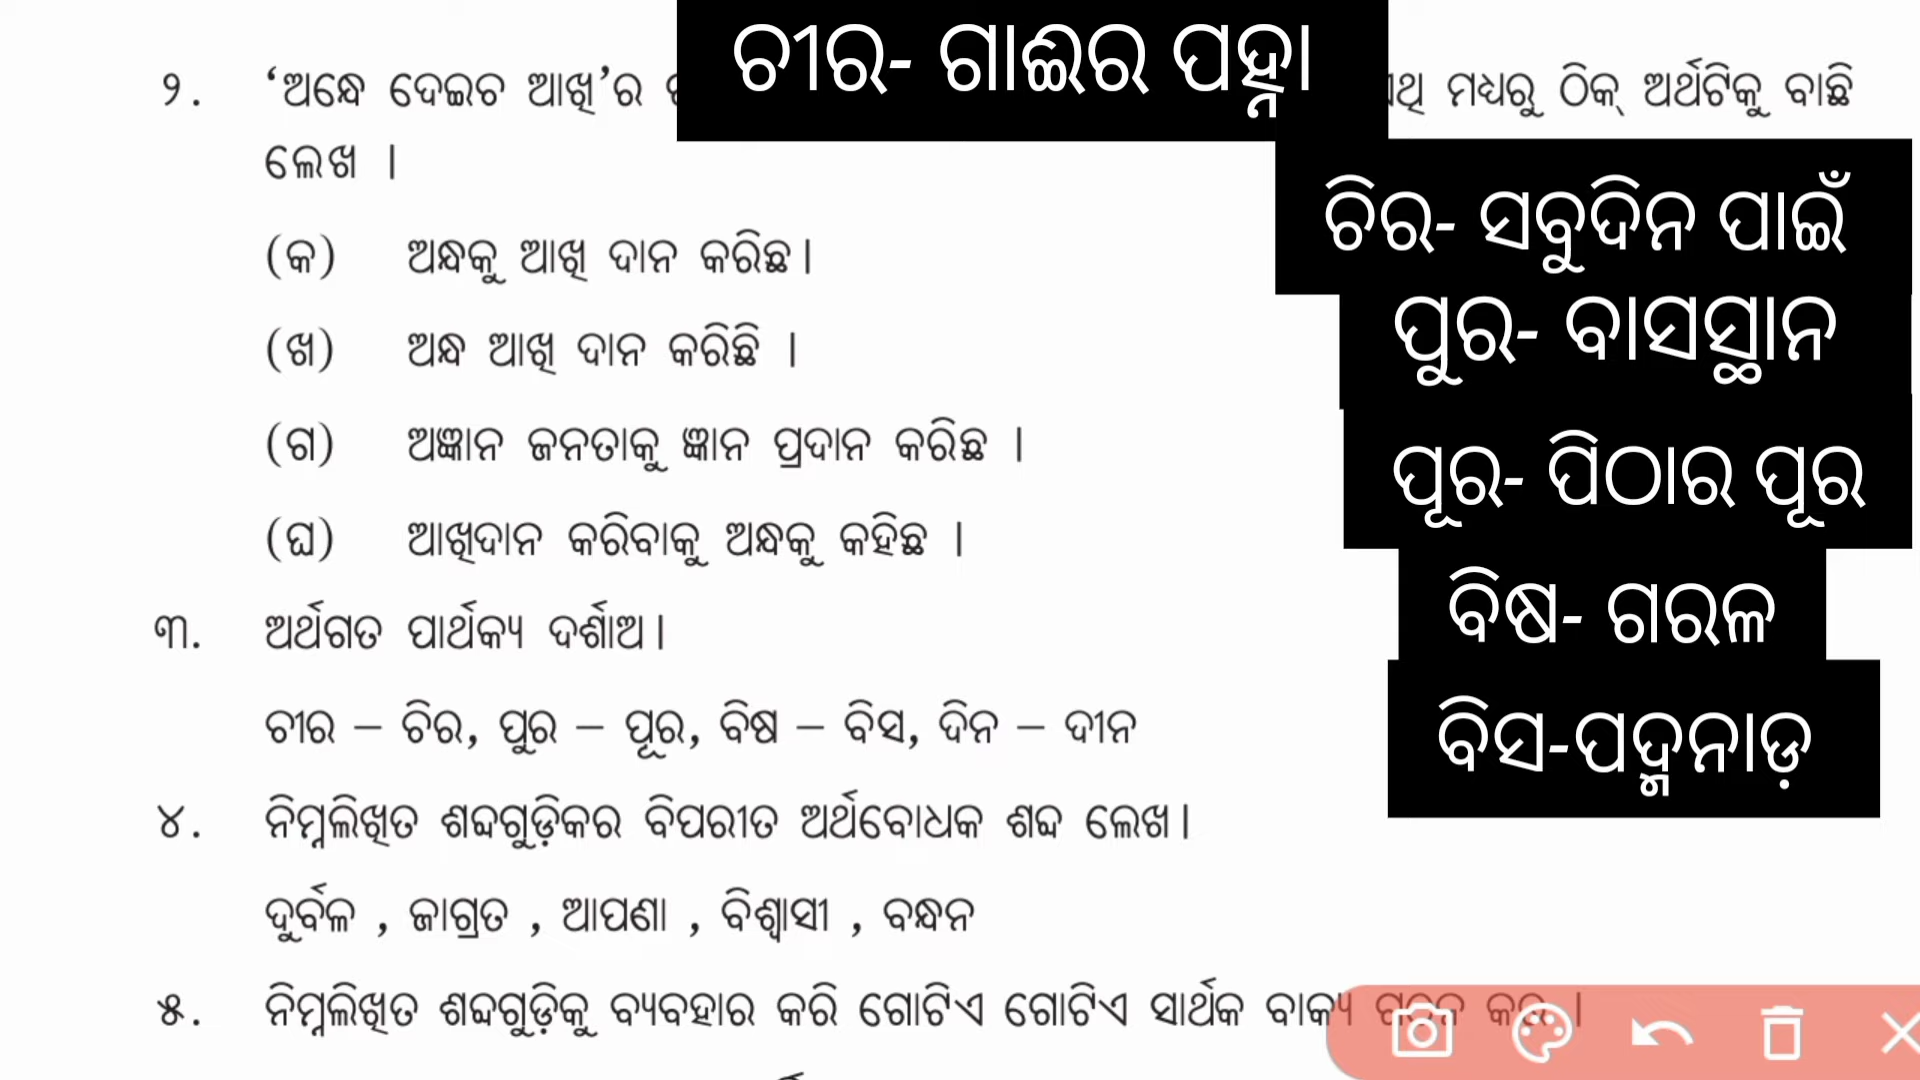 ଚୀର- ଗାଈର ପହ୍ନା
୨. ‘ଅନ୍ଧେ ଦେଇଚ ଆଖି’ର ମଧ୍ୟରୁ ଠିକ୍ ଅର୍ଥଟିକୁ ବାଛି
ଲେଖ ।
ଚିର- ସବୁଦିନ ପାଇଁ
(କ) ଅନ୍ଧକୁ ଆଖି ଦାନ କରିଛ।
ପୁର- ବାସସ୍ଥାନ
(ଖ) ଅନ୍ଧ ଆଖି ଦାନ କରିଛି ।
(ଗ) ଅଜ୍ଞାନ ଜନତାକୁ ଜ୍ଞାନ ପ୍ରଦାନ କରିଛ ।
ପୂର- ପିଠାର ପୂର
(ଘ) ଆଖିଦାନ କରିବାକୁ ଅନ୍ଧକୁ କହିଛ ।
ବିଷ- ଗରଳ
୩. ଅର୍ଥଗତ ପାର୍ଥକ୍ୟ ଦର୍ଶାଅ।
ଚୀର – ଚିର, ପୁର – ପୂର, ବିଷ – ବିସ, ଦିନ – ଦୀନ
ବିସ-ପଦ୍ମନାଡ଼
୪. ନିମ୍ନଲିଖିତ ଶବ୍ଦଗୁଡ଼ିକର ବିପରୀତ ଅର୍ଥବୋଧକ ଶବ୍ଦ ଲେଖ।
ଦୁର୍ବଳ , ଜାଗ୍ରତ , ଆପଣା , ବିଶ୍ୱାସୀ , ବନ୍ଧନ
୫. ନିମ୍ନଲିଖିତ ଶବ୍ଦଗୁଡ଼ିକୁ ବ୍ୟବହାର କରି ଗୋଟିଏ ଗୋଟିଏ ସାର୍ଥକ ବାକ୍ୟ ଗଠନ କର ।